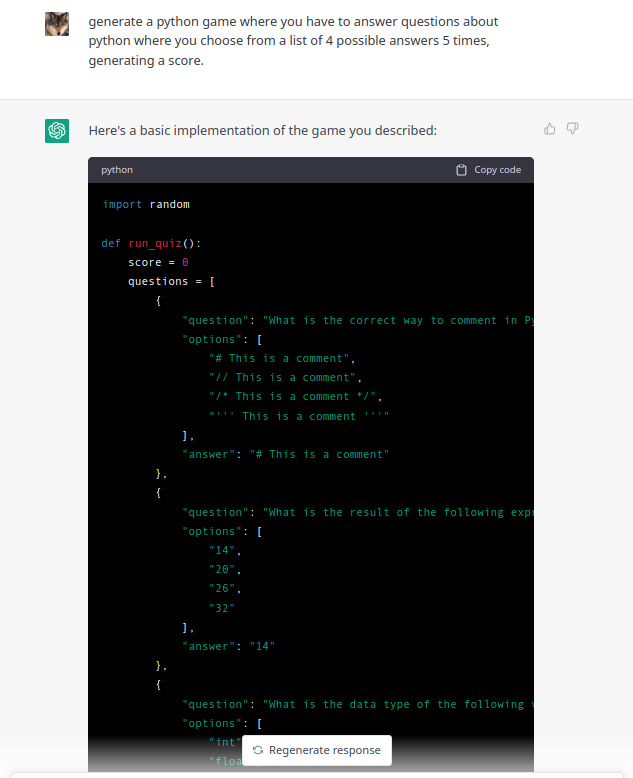 generate a python game where you have to answer questions about
python where you choose from a list of 4 possible answers 5 times,
generating a score.
Here's a basic implementation of the game you described:
python Copy code
import random
def run_quiz():
score = 0
questions = [
{
"question": "What is the correct way to comment in Py
"options": [
"# This is a comment",
"// This is a comment",
"/* This is a comment */",
"''' This is a comment '''"
],
"answer": "# This is a comment"
},
{
"question": "What is the result of the following expr
"options": [
"14",
"20",
"26",
"32"
],
"answer": "14"
},
{
"question": "What is the data type of the following v
"options": [
"int"
Regenerate response
"floa